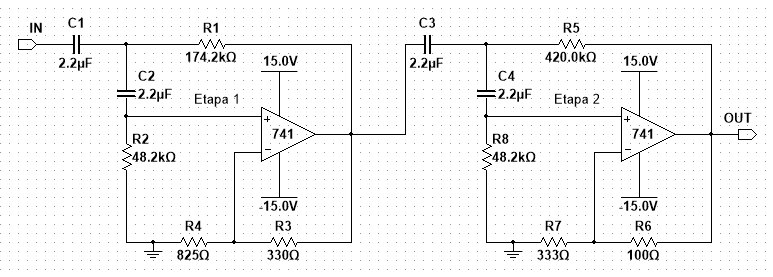 IN
C1
2.2µF
R1
174.2kΩ
15.0V
C2
2.2µF
Etapa 1
+
741
−
R2
48.2kΩ
-15.0V
R4
825Ω
R3
330Ω
C3
2.2µF
R5
420.0kΩ
15.0V
C4
2.2µF
Etapa 2
+
741
−
OUT
R8
48.2kΩ
-15.0V
R7
333Ω
R6
100Ω